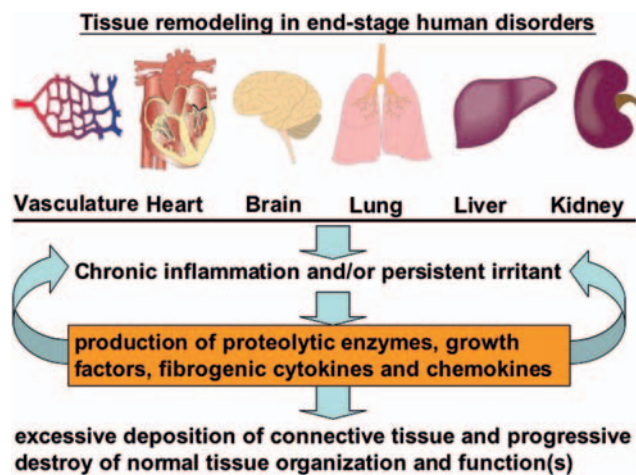 Tissue remodeling in end-stage human disorders
Vasculature Heart Brain Lung Liver Kidney
Chronic inflammation and/or persistent irritant
production of proteolytic enzymes, growth
factors, fibrogenic cytokines and chemokines
excessive deposition of connective tissue and progressive
destroy of normal tissue organization and function(s)